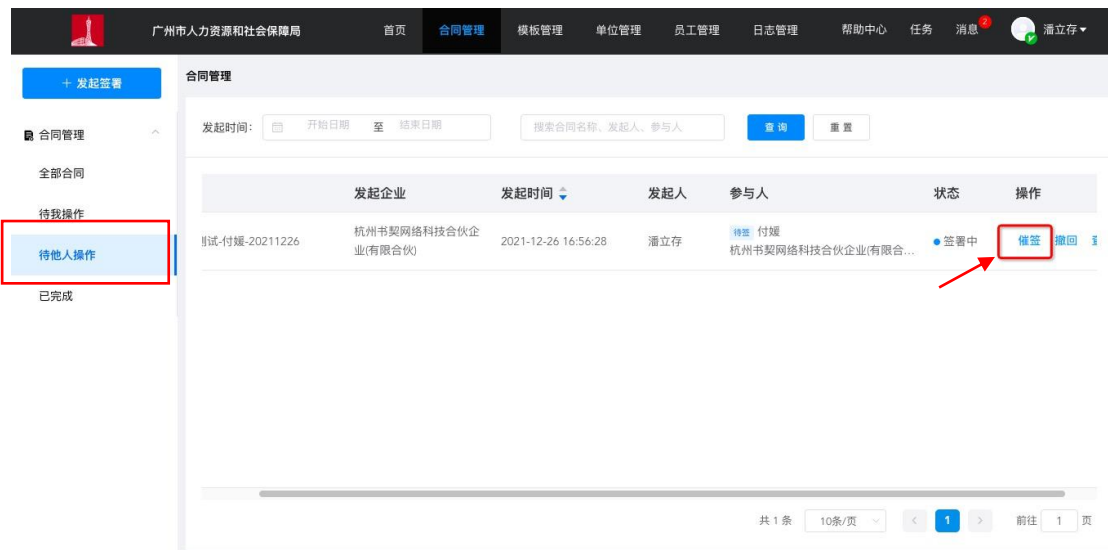 广州市人力资源和社会保障局 首页 合同管理 模板管理 单位管理 员工管理 日志管理 帮助中心 任务 消息 2 潘立存
+ 发起签署
合同管理
合同管理
全部合同
待我操作
待他人操作
已完成
发起时间: 开始日期 至 结束日期 搜索合同名称、发起人、参与人 查询 重置
发起企业 发起时间 发起人 参与人 状态 操作
试-付媛-20211226 杭州书契网络科技合伙企业(有限合伙) 2021-12-26 16:56:28 潘立存 待签 付媛 签署中 催签 撤回
杭州书契网络科技合伙企业(有限合...
共 1 条 10条/页 < 1 > 前往 1 页